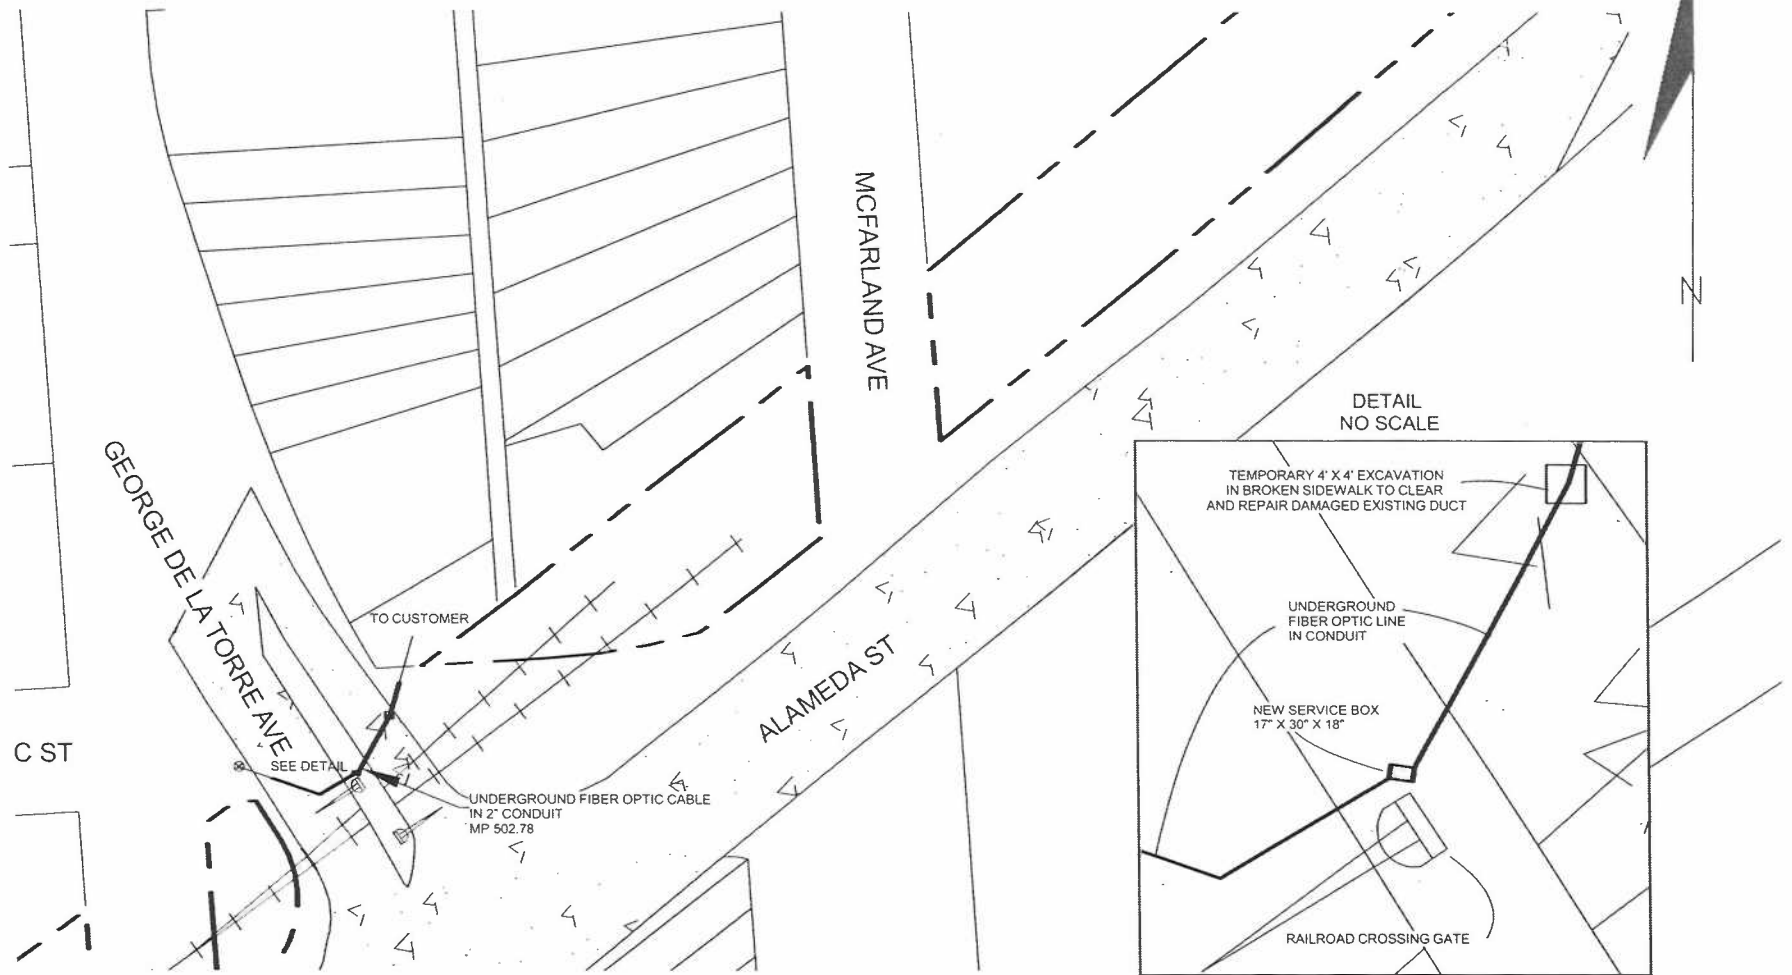 MCFARLAND AVE
N
DETAIL
NO SCALE
TEMPORARY 4' X 4' EXCAVATION
IN BROKEN SIDEWALK TO CLEAR
AND REPAIR DAMAGED EXISTING DUCT
GEORGE DE LA TORRE AVE
TO CUSTOMER
UNDERGROUND
FIBER OPTIC LINE
IN CONDUIT
ALAMEDA ST
NEW SERVICE BOX
17" X 30" X 18"
C ST
SEE DETAIL
UNDERGROUND FIBER OPTIC CABLE
IN 2" CONDUIT
MP 502.78
RAILROAD CROSSING GATE